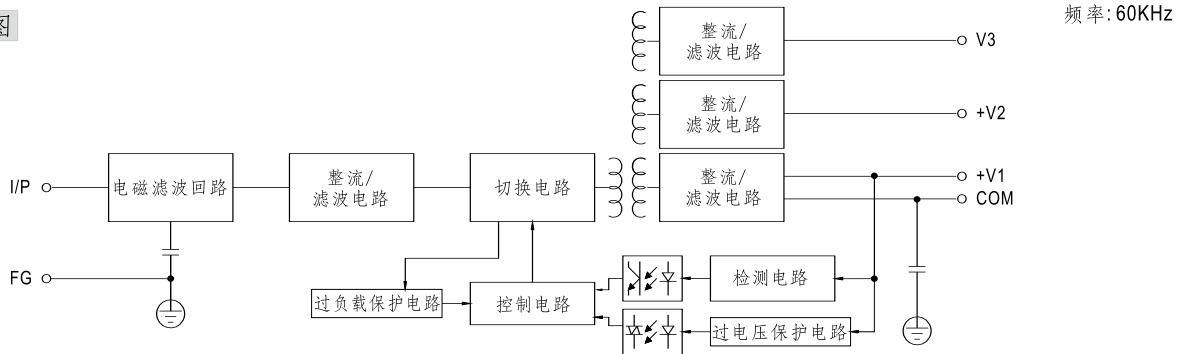 图
频率:60KHz
整流/
滤波电路
V3
整流/
滤波电路
+V2
I/P
电磁滤波回路
整流/
滤波电路
切换电路
整流/
滤波电路
+V1
COM
FG
过负载保护电路
控制电路
检测电路
过电压保护电路